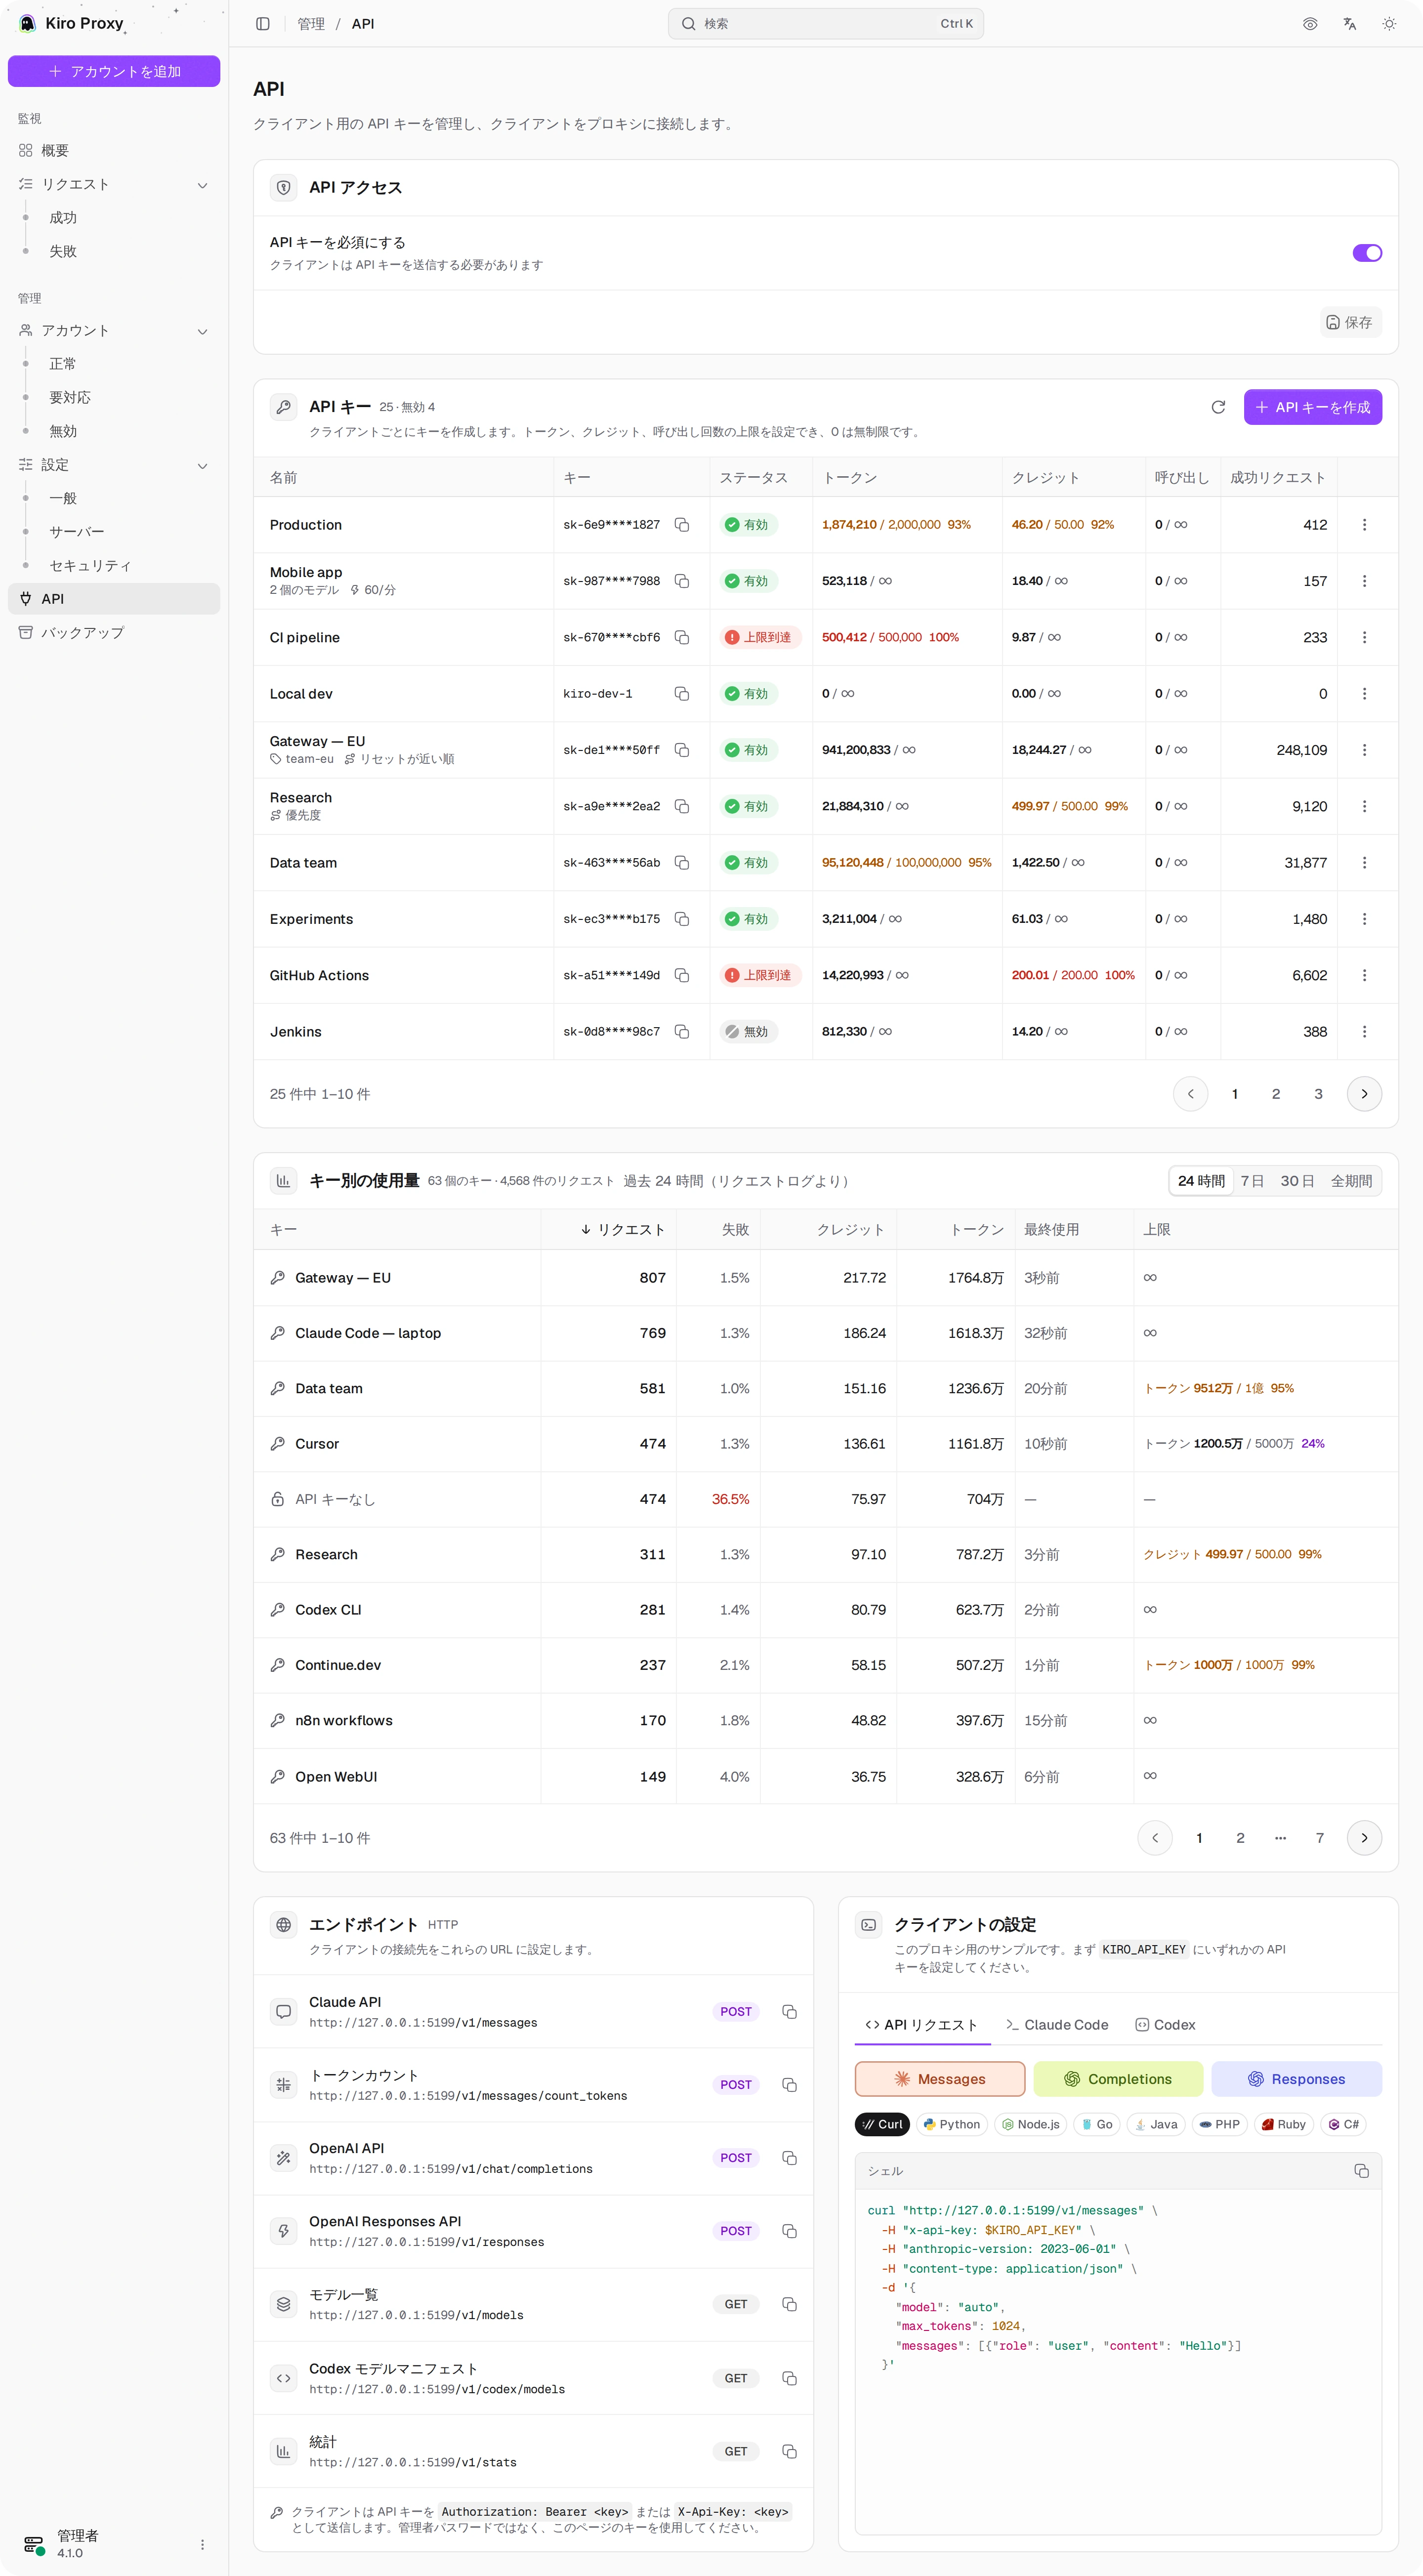 Kiro Proxy
管理 / API
検索 Ctrl K
アカウントを追加
監視
概要
リクエスト
成功
失敗
管理
アカウント
正常
要対応
無効
設定
一般
サーバー
セキュリティ
API
バックアップ
管理者
4.1.0
API
クライアント用の API キーを管理し、クライアントをプロキシに接続します。
API アクセス
API キーを必須にする
クライアントは API キーを送信する必要があります
保存
API キー 25 · 無効 4
クライアントごとにキーを作成します。トークン、クレジット、呼び出し回数の上限を設定でき、0 は無制限です。
API キーを作成
名前 キー ステータス トークン クレジット 呼び出し 成功リクエスト
Production sk-6e9****1827 有効 1,874,210 / 2,000,000 93% 46.20 / 50.00 92% 0 / ∞ 412
Mobile app sk-987****7988 有効 523,118 / ∞ 18.40 / ∞ 0 / ∞ 157
2 個のモデル 60/分
CI pipeline sk-670****cbf6 上限到達 500,412 / 500,000 100% 9.87 / ∞ 0 / ∞ 233
Local dev kiro-dev-1 有効 0 / ∞ 0.00 / ∞ 0 / ∞ 0
Gateway — EU sk-de1****50ff 有効 941,200,833 / ∞ 18,244.27 / ∞ 0 / ∞ 248,109
team-eu リセットが近い順
Research sk-a9e****2ea2 有効 21,884,310 / ∞ 499.97 / 500.00 99% 0 / ∞ 9,120
優先度
Data team sk-463****56ab 有効 95,120,448 / 100,000,000 95% 1,422.50 / ∞ 0 / ∞ 31,877
Experiments sk-ec3****b175 有効 3,211,004 / ∞ 61.03 / ∞ 0 / ∞ 1,480
GitHub Actions sk-a51****149d 上限到達 14,220,993 / ∞ 200.01 / 200.00 100% 0 / ∞ 6,602
Jenkins sk-0d8****98c7 無効 812,330 / ∞ 14.20 / ∞ 0 / ∞ 388
25 件中 1–10 件 1 2 3
キー別の使用量 63 個のキー · 4,568 件のリクエスト 過去 24 時間（リクエストログより） 24 時間 7 日 30 日 全期間
キー ↓ リクエスト 失敗 クレジット トークン 最終使用 上限
Gateway — EU 807 1.5% 217.72 1764.8万 3秒前 ∞
Claude Code — laptop 769 1.3% 186.24 1618.3万 32秒前 ∞
Data team 581 1.0% 151.16 1236.6万 20分前 トークン 9512万 / 1億 95%
Cursor 474 1.3% 136.61 1161.8万 10秒前 トークン 1200.5万 / 5000万 24%
API キーなし 474 36.5% 75.97 704万 — —
Research 311 1.3% 97.10 787.2万 3分前 クレジット 499.97 / 500.00 99%
Codex CLI 281 1.4% 80.79 623.7万 2分前 ∞
Continue.dev 237 2.1% 58.15 507.2万 1分前 トークン 1000万 / 1000万 99%
n8n workflows 170 1.8% 48.82 397.6万 15分前 ∞
Open WebUI 149 4.0% 36.75 328.6万 6分前 ∞
63 件中 1–10 件 1 2 ••• 7
エンドポイント HTTP
クライアントの接続先をこれらの URL に設定します。
Claude API
http://127.0.0.1:5199/v1/messages POST
トークンカウント
http://127.0.0.1:5199/v1/messages/count_tokens POST
OpenAI API
http://127.0.0.1:5199/v1/chat/completions POST
OpenAI Responses API
http://127.0.0.1:5199/v1/responses POST
モデル一覧
http://127.0.0.1:5199/v1/models GET
Codex モデルマニフェスト
http://127.0.0.1:5199/v1/codex/models GET
統計
http://127.0.0.1:5199/v1/stats GET
クライアントは API キーを Authorization: Bearer <key> または X-Api-Key: <key>
として送信します。管理者パスワードではなく、このページのキーを使用してください。
クライアントの設定
このプロキシ用のサンプルです。まず KIRO_API_KEY にいずれかの API
キーを設定してください。
API リクエスト Claude Code Codex
Messages Completions Responses
Curl Python Node.js Go Java PHP Ruby C#
シェル
curl "http://127.0.0.1:5199/v1/messages" \
-H "x-api-key: $KIRO_API_KEY" \
-H "anthropic-version: 2023-06-01" \
-H "content-type: application/json" \
-d '{
"model": "auto",
"max_tokens": 1024,
"messages": [{"role": "user", "content": "Hello"}]
}'